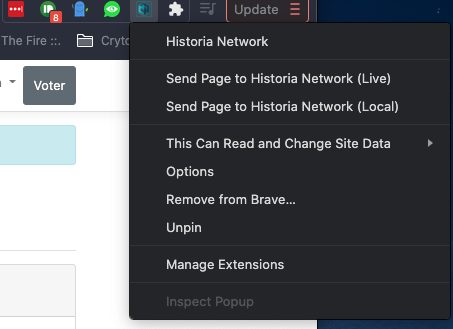 8
Update
The Fire ::.
Cryto
Voter
Historia Network
Send Page to Historia Network (Live)
Send Page to Historia Network (Local)
This Can Read and Change Site Data
Options
Remove from Brave...
Unpin
Manage Extensions
Inspect Popup